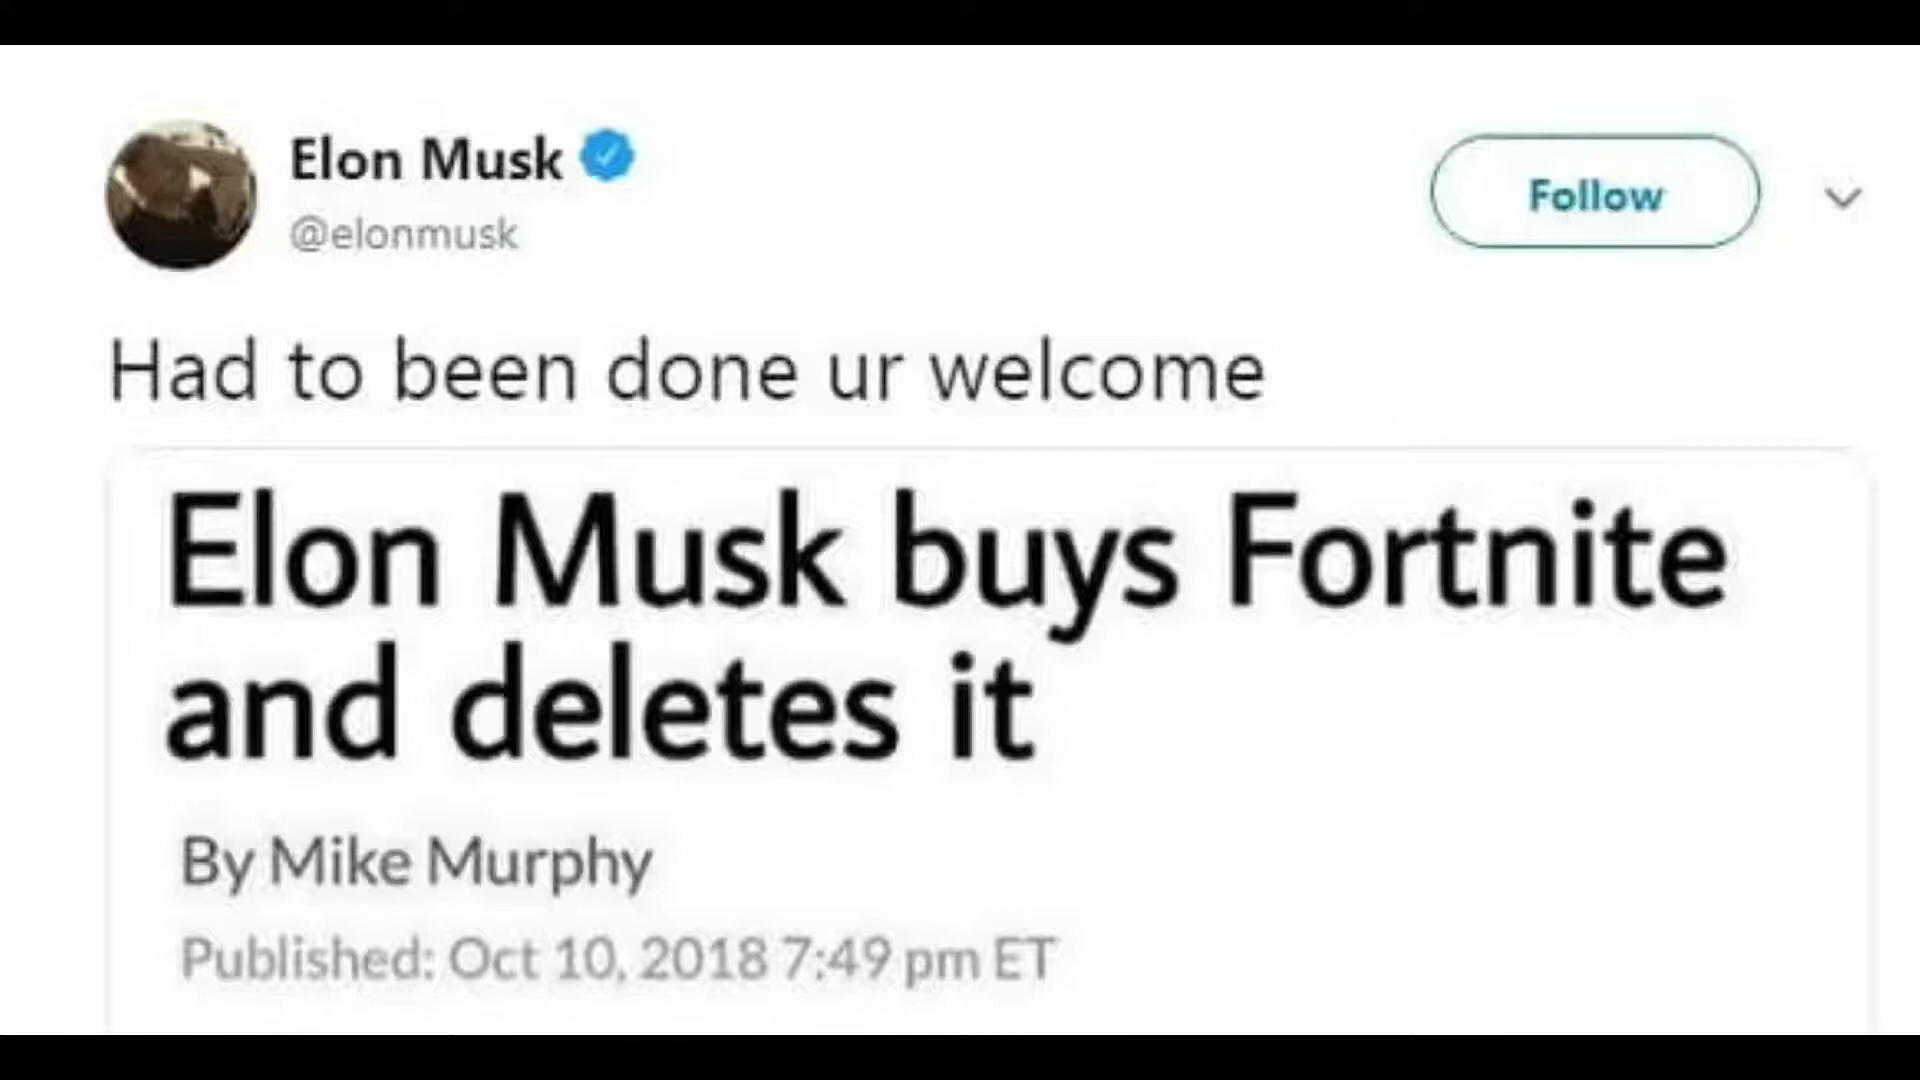 Elon Musk
@elonmusk
Follow
Had to been done ur welcome
Elon Musk buys Fortnite
and deletes it
By Mike Murphy
Published: Oct 10, 2018 7:49 pm ET